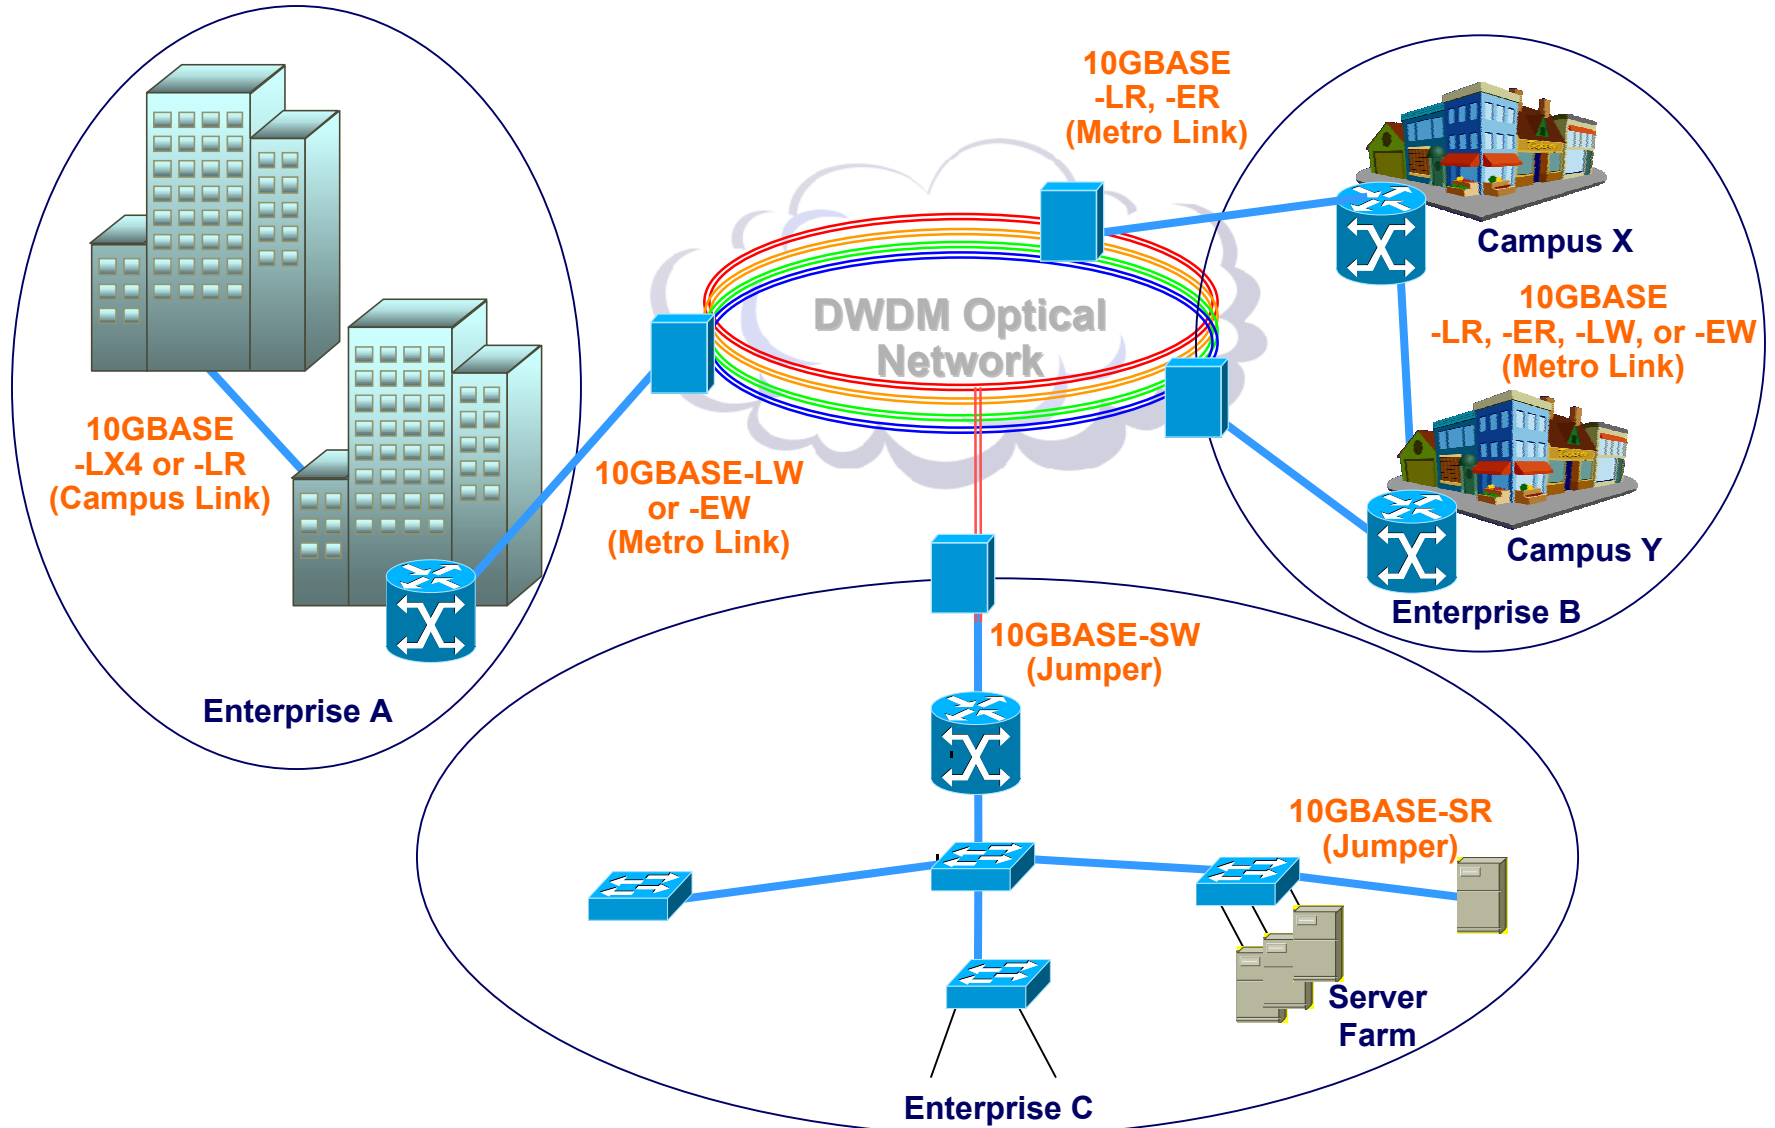 10GBASE
-LR, -ER
(Metro Link)
Campus X
10GBASE
-LR, -ER, -LW, or -EW
(Metro Link)
DWDM Optical
Network
10GBASE
-LX4 or -LR
(Campus Link)
10GBASE-LW
or -EW
(Metro Link)
Campus Y
Enterprise B
10GBASE-SW
(Jumper)
Enterprise A
10GBASE-SR
(Jumper)
Server
Farm
Enterprise C